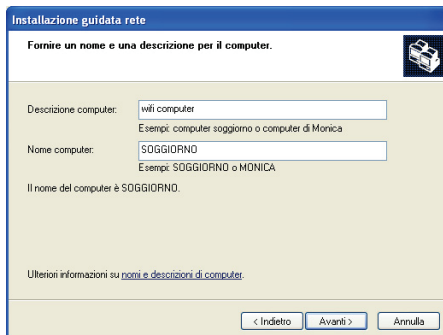 Installazione guidata rete
Fornire un nome e una descrizione per il computer.
Descrizione computer: wifi computer
Esempi: computer soggiorno o computer di Monica
Nome computer: SOGGIORNO
Esempi: SOGGIORNO o MONICA
Il nome del computer è SOGGIORNO.
Ulteriori informazioni su nomi e descrizioni di computer.
< Indietro Avanti > Annulla